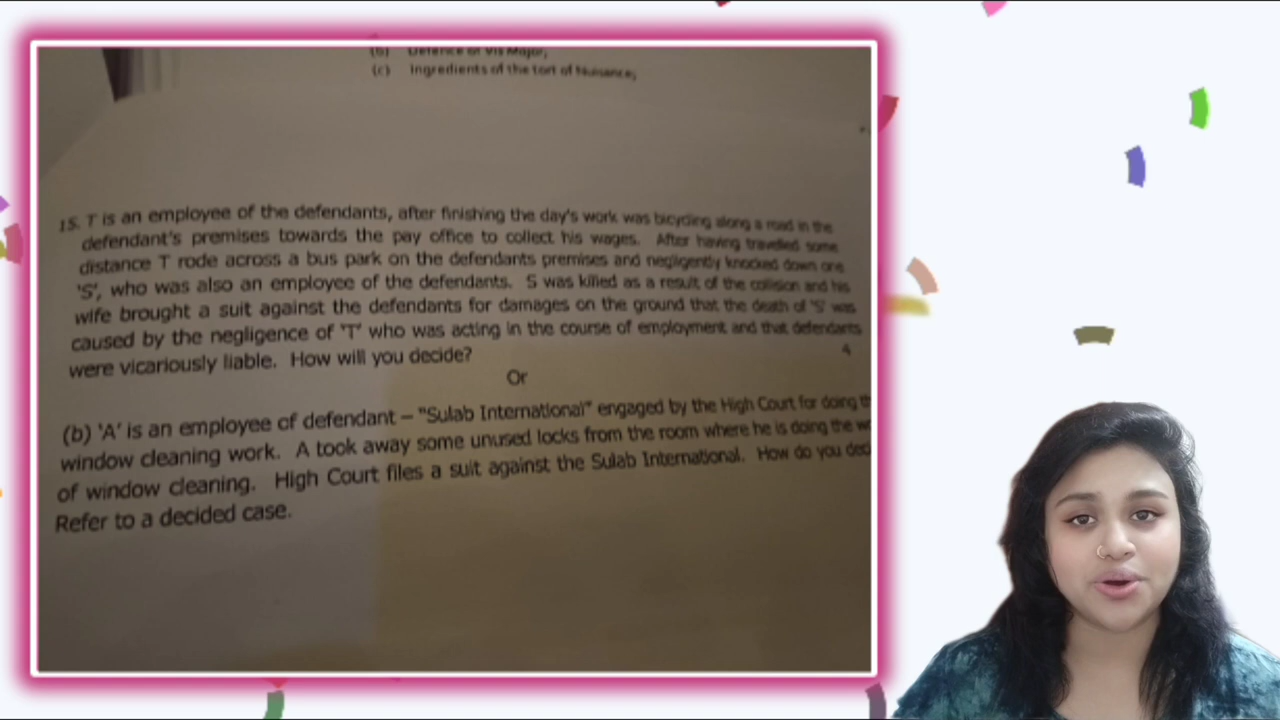 (b) Defence of Vis Major,
(c) Ingredients of the tort of Nuisance;
15. T is an employee of the defendants, after finishing the day's work was bicycling along a road in the
defendant's premises towards the pay office to collect his wages. After having travelled some
distance T rode across a bus park on the defendants premises and negligently knocked down one
'S', who was also an employee of the defendants. S was killed as a result of the collision and his
wife brought a suit against the defendants for damages on the ground that the death of 'S' was
caused by the negligence of 'T' who was acting in the course of employment and that defendants
were vicariously liable. How will you decide?
4
Or
(b) 'A' is an employee of defendant – "Sulab International" engaged by the High Court for doing
window cleaning work. A took away some unused locks from the room where he is doing the
of window cleaning. High Court files a suit against the Sulab International. How do you
Refer to a decided case.